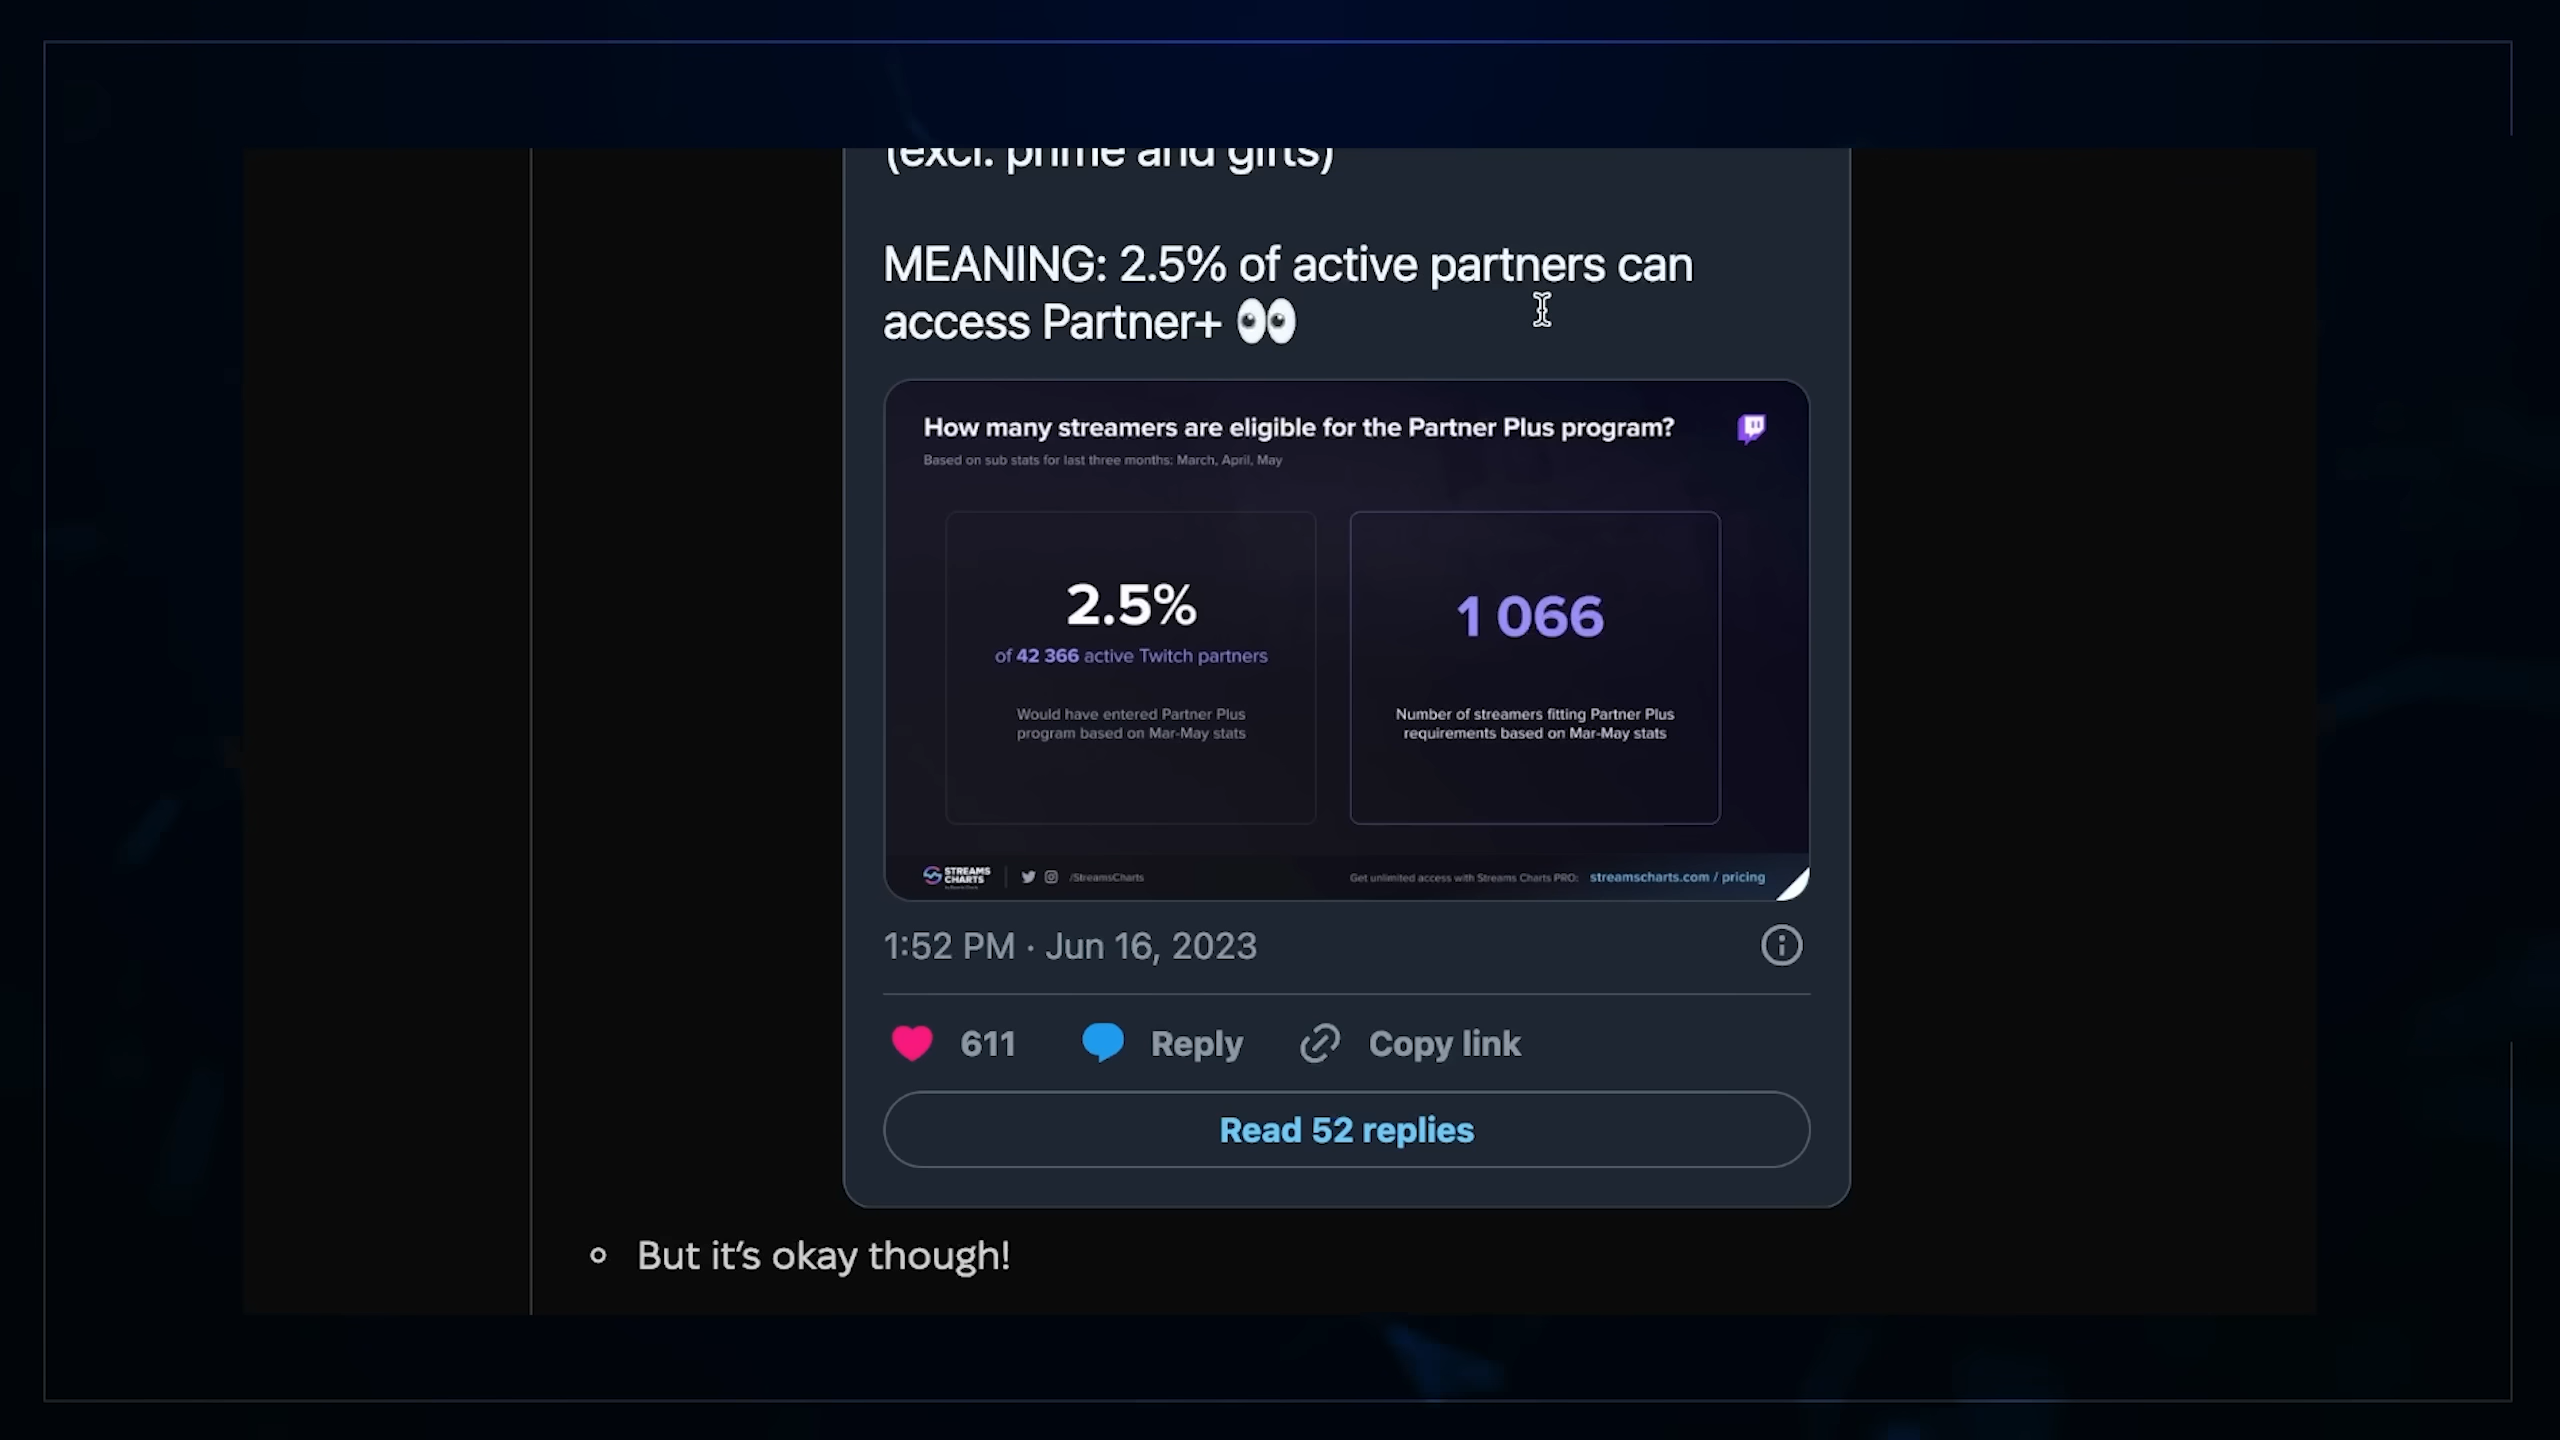 (excl. prime and gifts)
MEANING: 2.5% of active partners can
access Partner+ 👀
How many streamers are eligible for the Partner Plus program?
Based on sub stats for last three months: March, April, May
2.5%
of 42 366 active Twitch partners
Would have entered Partner Plus
program based on Mar-May stats
1 066
Number of streamers fitting Partner Plus
requirements based on Mar-May stats
STREAMS
CHARTS
/StreamsCharts
Get unlimited access with Streams Charts PRO: streamscharts.com / pricing
1:52 PM · Jun 16, 2023
611 Reply Copy link
Read 52 replies
But it’s okay though!